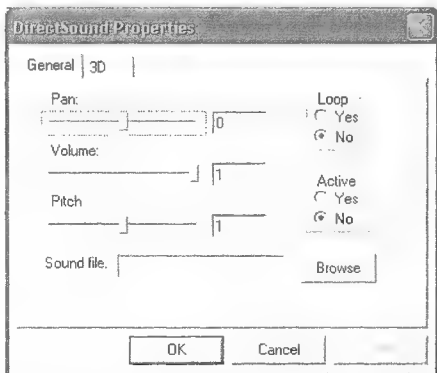 DirectSound Properties
General
3D
Pan:
0
Loop
Yes
No
Volume:
1
Active
Yes
No
Pitch
1
Sound file.
Browse
OK
Cancel